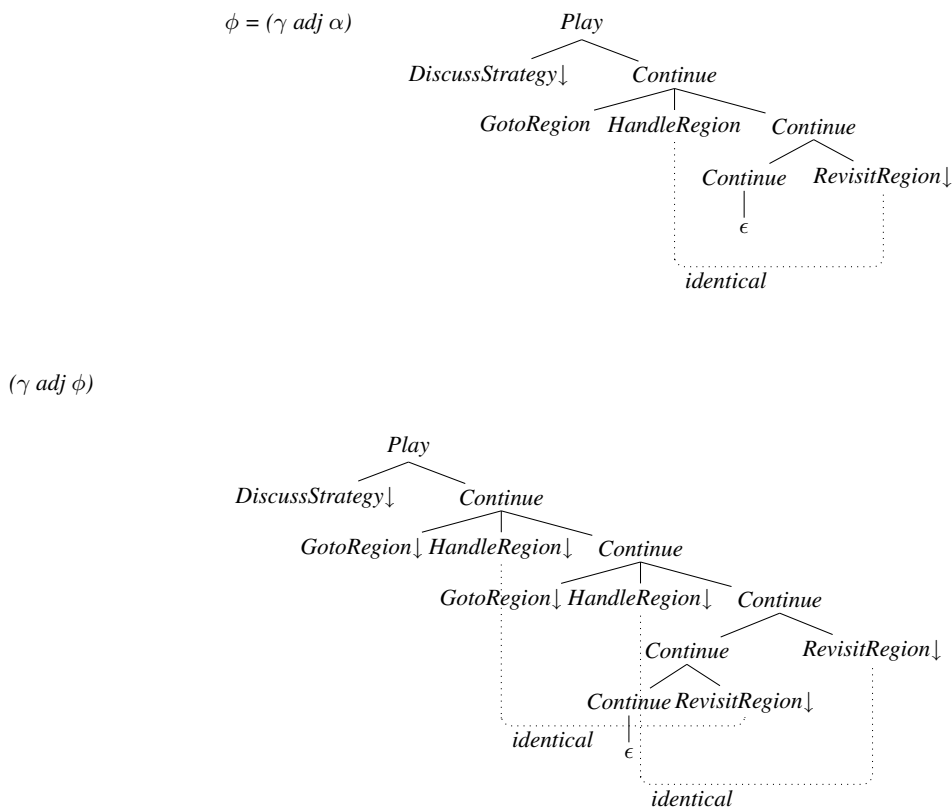 ϕ = (γ adj α)
Play
DiscussStrategy↓ Continue
GotoRegion HandleRegion Continue
Continue RevisitRegion↓
ϵ
identical
(γ adj ϕ)
Play
DiscussStrategy↓ Continue
GotoRegion↓ HandleRegion↓ Continue
GotoRegion↓ HandleRegion↓ Continue
Continue RevisitRegion↓
Continue RevisitRegion↓
identical ϵ
identical